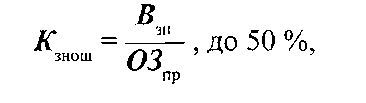 К_знош = В_зн / ОЗ_пр , до 50 %,